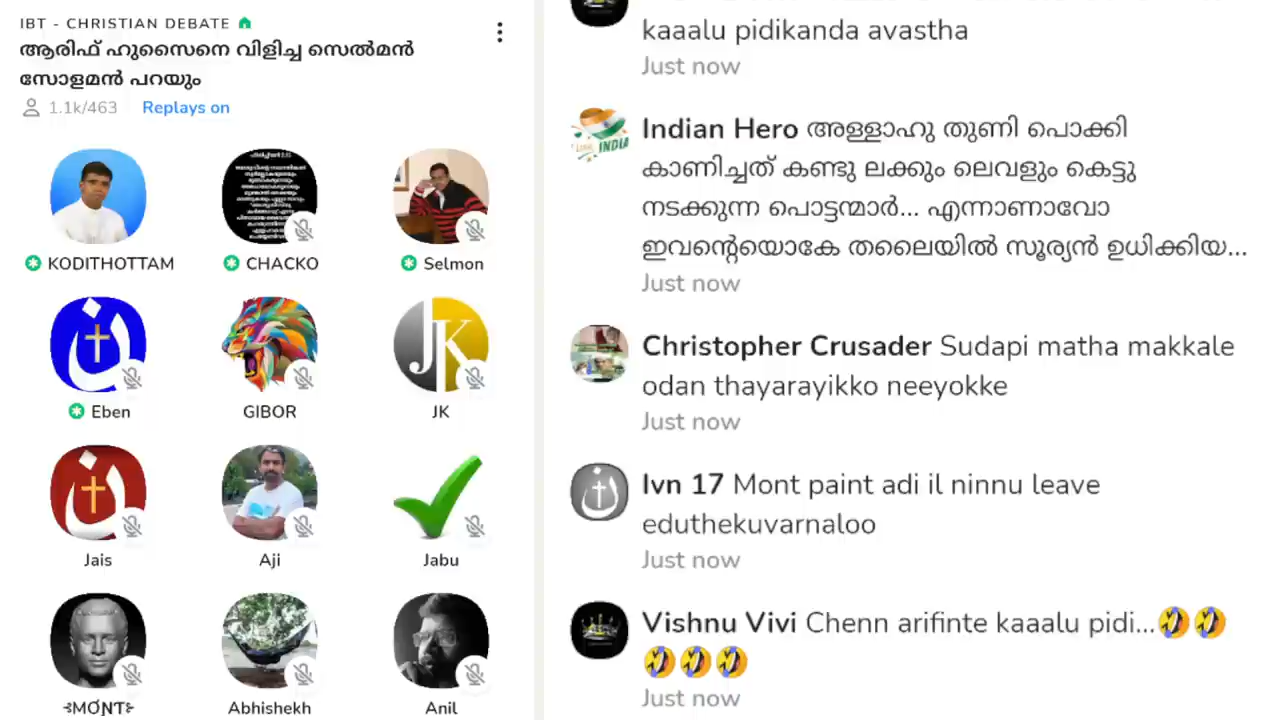 IBT - CHRISTIAN DEBATE
ആരിഫ് ഹുസൈനെ വിളിച്ച സെൽമൻ
സോളമൻ പറയും
1.1k/463 Replays on
KODITHOTTAM
CHACKO
Selmon
Eben
GIBOR
JK
Jais
Aji
Jabu
⊰MON̈T⊱
Abhishekh
Anil
kaaalu pidikanda avastha
Just now
Indian Hero അള്ളാഹു തുണി പൊക്കി
കാണിച്ചത് കണ്ടു ലക്കും ലെവളും കെട്ടു
നടക്കുന്ന പൊട്ടന്മാർ... എന്നാണാവോ
ഇവന്റെയൊകേ തലൈയിൽ സൂര്യൻ ഉധിക്കിയ...
Just now
Christopher Crusader Sudapi matha makkale
odan thayarayikko neeyokke
Just now
Ivn 17 Mont paint adi il ninnu leave
eduthekuvarnaloo
Just now
Vishnu Vivi Chenn arifinte kaaalu pidi...🤣🤣
🤣🤣🤣
Just now